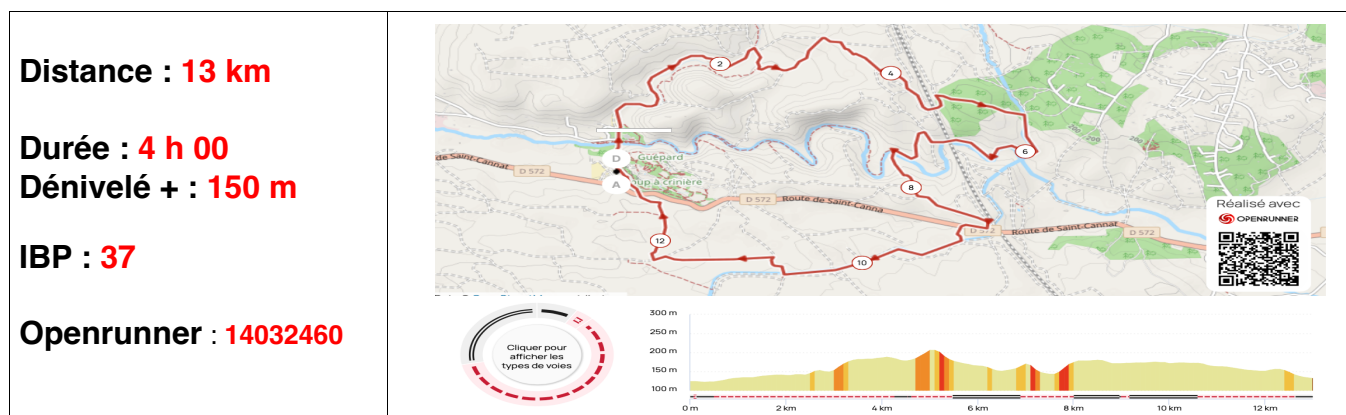 Distance : 13 km
Durée : 4 h 00
Dénivelé + : 150 m
IBP : 37
Openrunner : 14032460
2
4
6
8
10
12
D
A
Guépard
oup à crinière
de Saint-Cannat
D 572
D 572
Route de Saint-Canna
D 572
Route de Saint-Cannat
D 572
Réalisé avec
OPENRUNNER
Cliquer pour
afficher les
types de voies
300 m
250 m
200 m
150 m
100 m
0 m
2 km
4 km
6 km
8 km
10 km
12 km